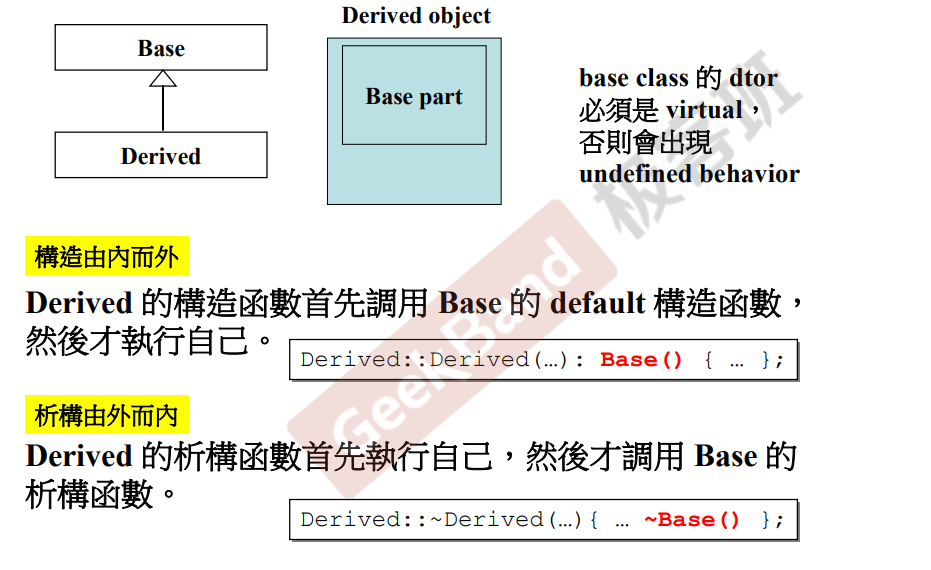 Derived object
Base
Base part
Derived
base class 的 dtor
必須是 virtual，
否則會出現
undefined behavior
構造由內而外
Derived 的構造函數首先調用 Base 的 default 構造函數，
然後才執行自己。
Derived::Derived(…): Base() { … };
析構由外而內
Derived 的析構函數首先執行自己，然後才調用 Base 的
析構函數。
Derived::~Derived(…){ … ~Base() };
GeekBand 极客班